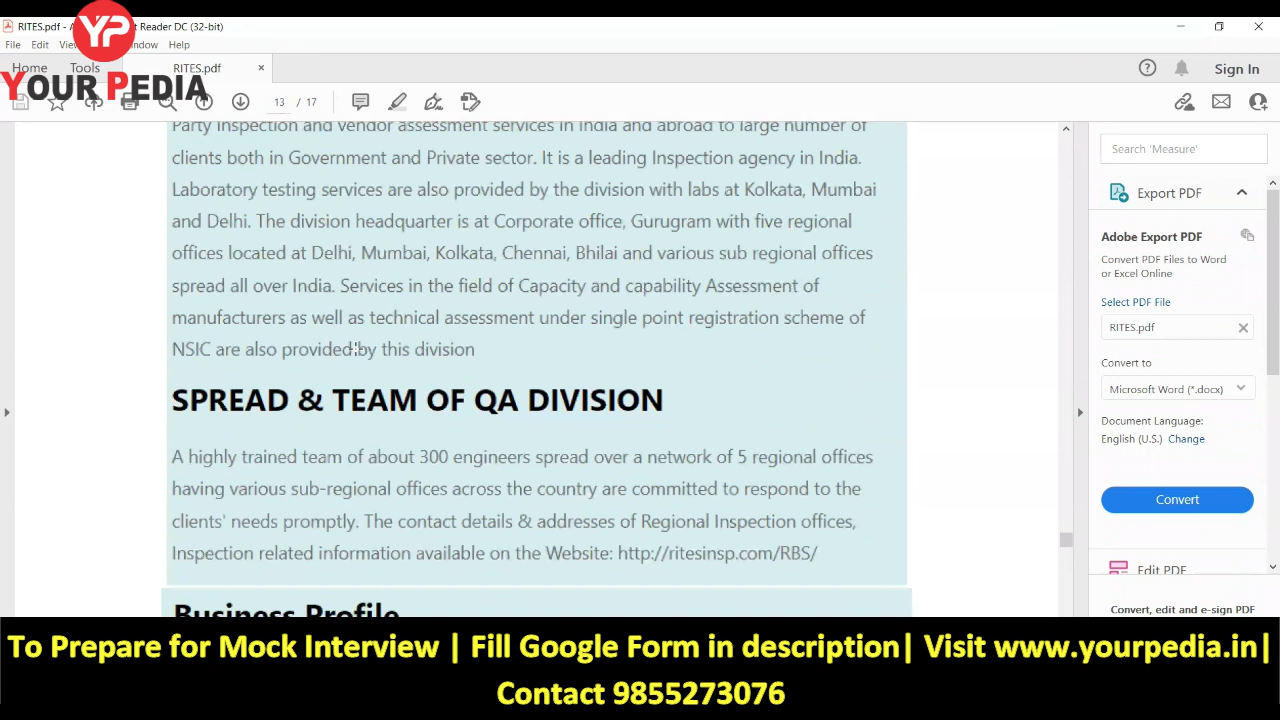 RITES.pdf - A t Reader DC (32-bit)
YP
File Edit Vie indow Help
Home Tools RITES.pdf × Sign In
YOUR PEDIA
13 / 17
Party Inspection and vendor assessment services in India and abroad to large number of
clients both in Government and Private sector. It is a leading Inspection agency in India.
Laboratory testing services are also provided by the division with labs at Kolkata, Mumbai
and Delhi. The division headquarter is at Corporate office, Gurugram with five regional
offices located at Delhi, Mumbai, Kolkata, Chennai, Bhilai and various sub regional offices
spread all over India. Services in the field of Capacity and capability Assessment of
manufacturers as well as technical assessment under single point registration scheme of
NSIC are also provided by this division
SPREAD & TEAM OF QA DIVISION
A highly trained team of about 300 engineers spread over a network of 5 regional offices
having various sub-regional offices across the country are committed to respond to the
clients' needs promptly. The contact details & addresses of Regional Inspection offices,
Inspection related information available on the Website: http://ritesinsp.com/RBS/
Business Profile
Search 'Measure'
Export PDF
Adobe Export PDF
Convert PDF Files to Word
or Excel Online
Select PDF File
RITES.pdf
Convert to
Microsoft Word (*.docx)
Document Language:
English (U.S.) Change
Convert
Edit PDF
Convert, edit and e-sign PDF
To Prepare for Mock Interview | Fill Google Form in description| Visit www.yourpedia.in|
Contact 9855273076